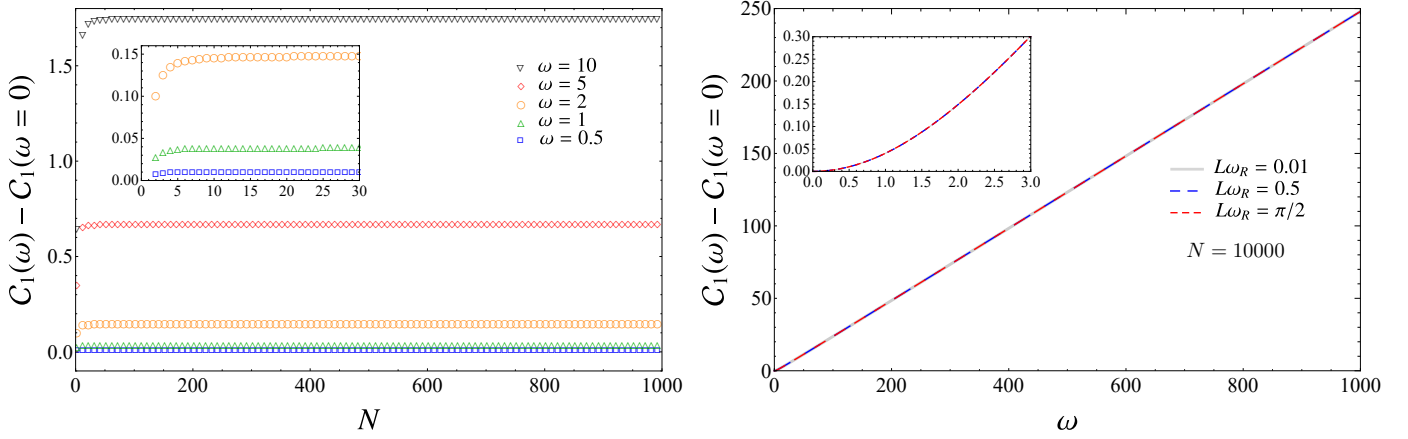 C₁(ω) − C₁(ω = 0)
1.5
1.0
0.5
0.0
0.15
0.10
0.05
0.00
0 5 10 15 20 25 30
ω = 10
ω = 5
ω = 2
ω = 1
ω = 0.5
0 200 400 600 800 1000
N
C₁(ω) − C₁(ω = 0)
250
200
150
100
50
0
0.30
0.25
0.20
0.15
0.10
0.05
0.00
0.0 0.5 1.0 1.5 2.0 2.5 3.0
Lω_R = 0.01
Lω_R = 0.5
Lω_R = π/2
N = 10000
0 200 400 600 800 1000
ω